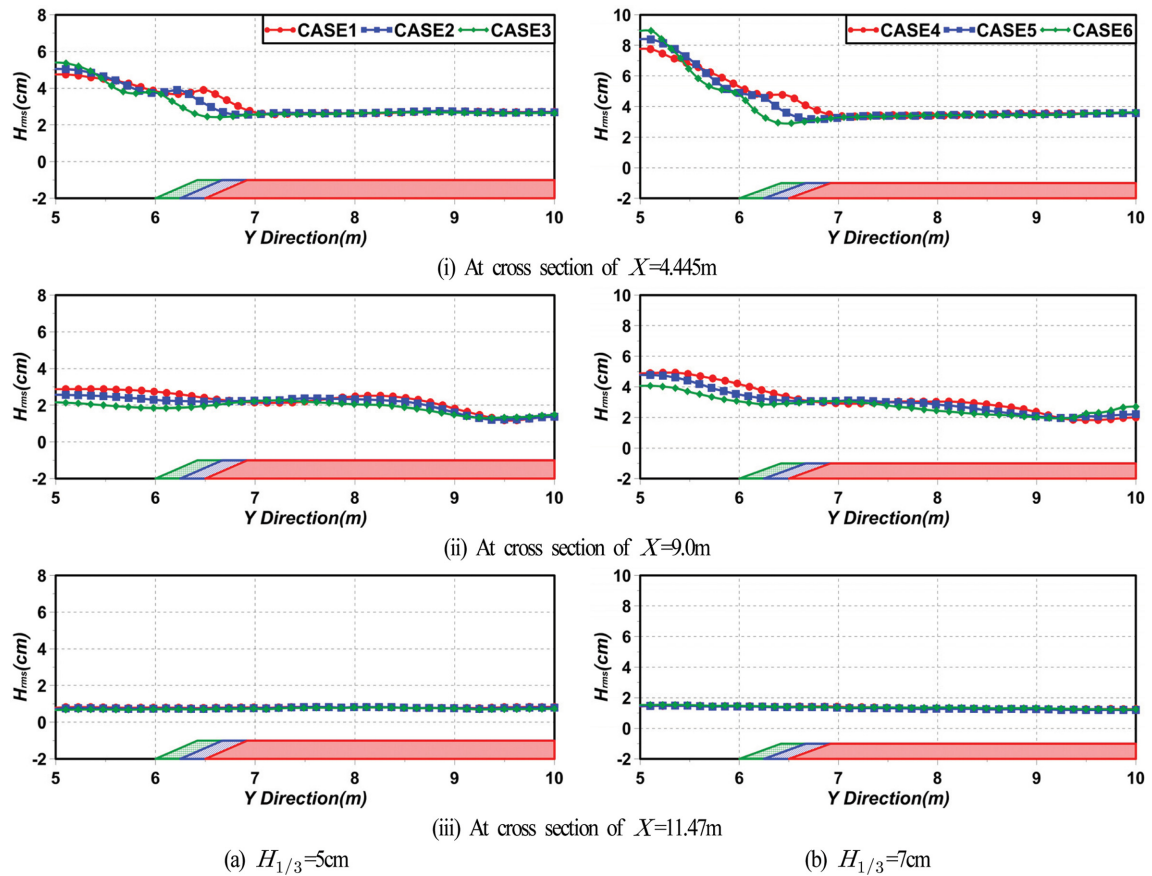 CASE1 CASE2 CASE3
CASE4 CASE5 CASE6
Hrms(cm)
8
6
4
2
0
-2
5 6 7 8 9 10
Y Direction(m)
Hrms(cm)
10
8
6
4
2
0
-2
5 6 7 8 9 10
Y Direction(m)
(i) At cross section of X=4.445m
Hrms(cm)
8
6
4
2
0
-2
5 6 7 8 9 10
Y Direction(m)
Hrms(cm)
10
8
6
4
2
0
-2
5 6 7 8 9 10
Y Direction(m)
(ii) At cross section of X=9.0m
Hrms(cm)
8
6
4
2
0
-2
5 6 7 8 9 10
Y Direction(m)
Hrms(cm)
10
8
6
4
2
0
-2
5 6 7 8 9 10
Y Direction(m)
(iii) At cross section of X=11.47m
(a) H1/3=5cm
(b) H1/3=7cm